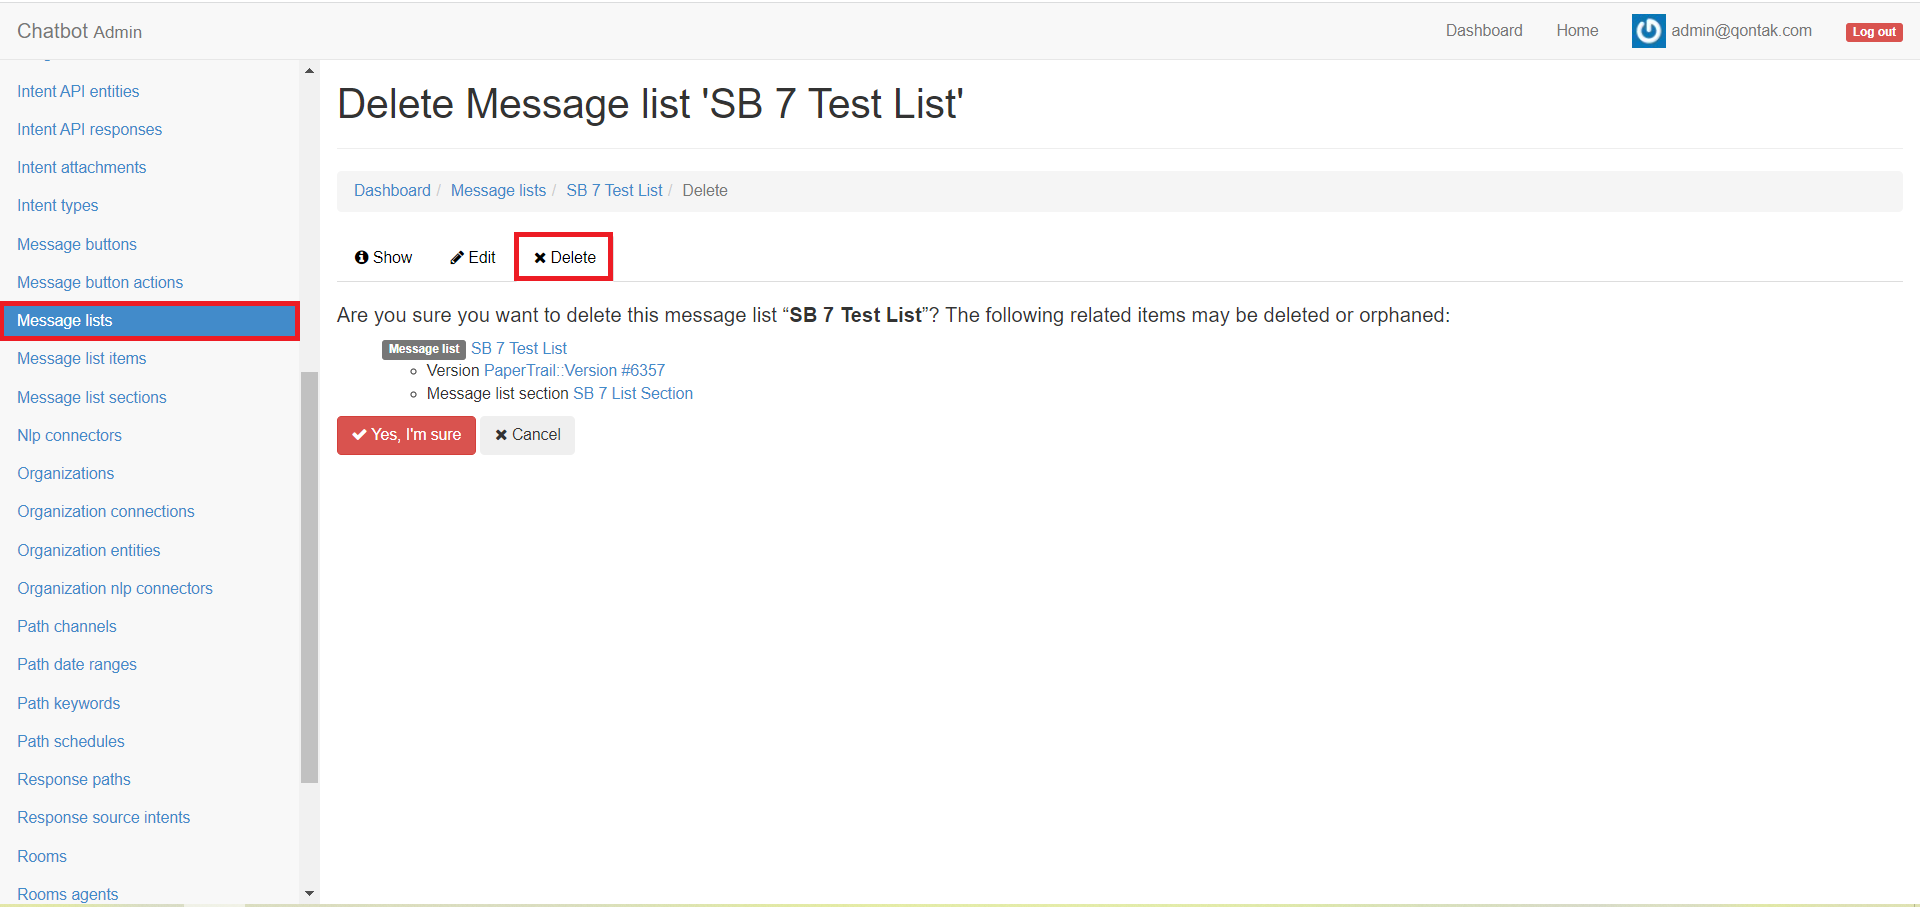 Chatbot Admin
Dashboard
Home
admin@qontak.com
Log out
Intent API entities
Intent API responses
Intent attachments
Intent types
Message buttons
Message button actions
Message lists
Message list items
Message list sections
Nlp connectors
Organizations
Organization connections
Organization entities
Organization nlp connectors
Path channels
Path date ranges
Path keywords
Path schedules
Response paths
Response source intents
Rooms
Rooms agents
Delete Message list 'SB 7 Test List'
Dashboard / Message lists / SB 7 Test List / Delete
Show
Edit
Delete
Are you sure you want to delete this message list “SB 7 Test List”? The following related items may be deleted or orphaned:
Message list SB 7 Test List
Version PaperTrail::Version #6357
Message list section SB 7 List Section
Yes, I'm sure
Cancel